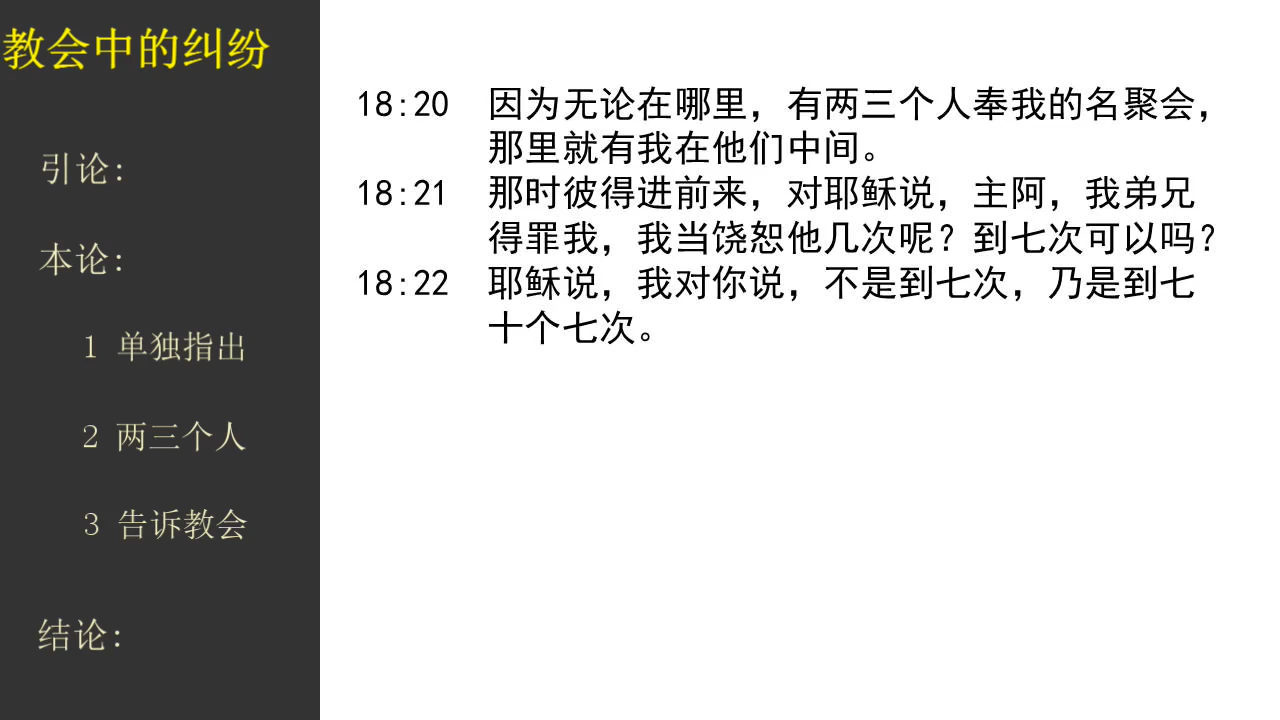 教会中的纠纷
引论:
本论:
1 单独指出
2 两三个人
3 告诉教会
结论:
18:20 因为无论在哪里，有两三个人奉我的名聚会，
那里就有我在他们中间。
18:21 那时彼得进前来，对耶稣说，主阿，我弟兄
得罪我，我当饶恕他几次呢？到七次可以吗？
18:22 耶稣说，我对你说，不是到七次，乃是到七
十个七次。